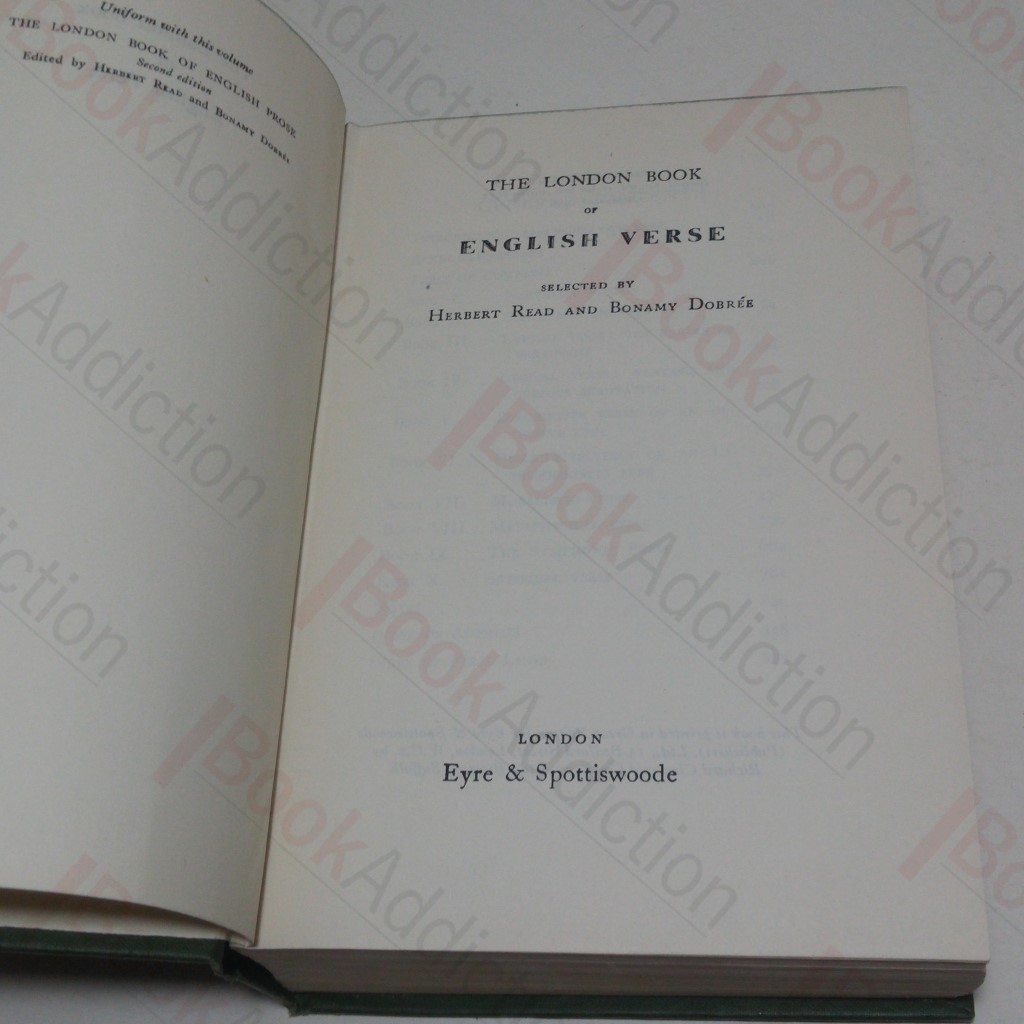 Uniform with this volume
THE LONDON BOOK OF ENGLISH PROSE
Second edition
Edited by HERBERT READ and BONAMY DOBRÉE
THE LONDON BOOK
OF
ENGLISH VERSE
SELECTED BY
HERBERT READ AND BONAMY DOBRÉE
LONDON
Eyre & Spottiswoode
BookAddiction